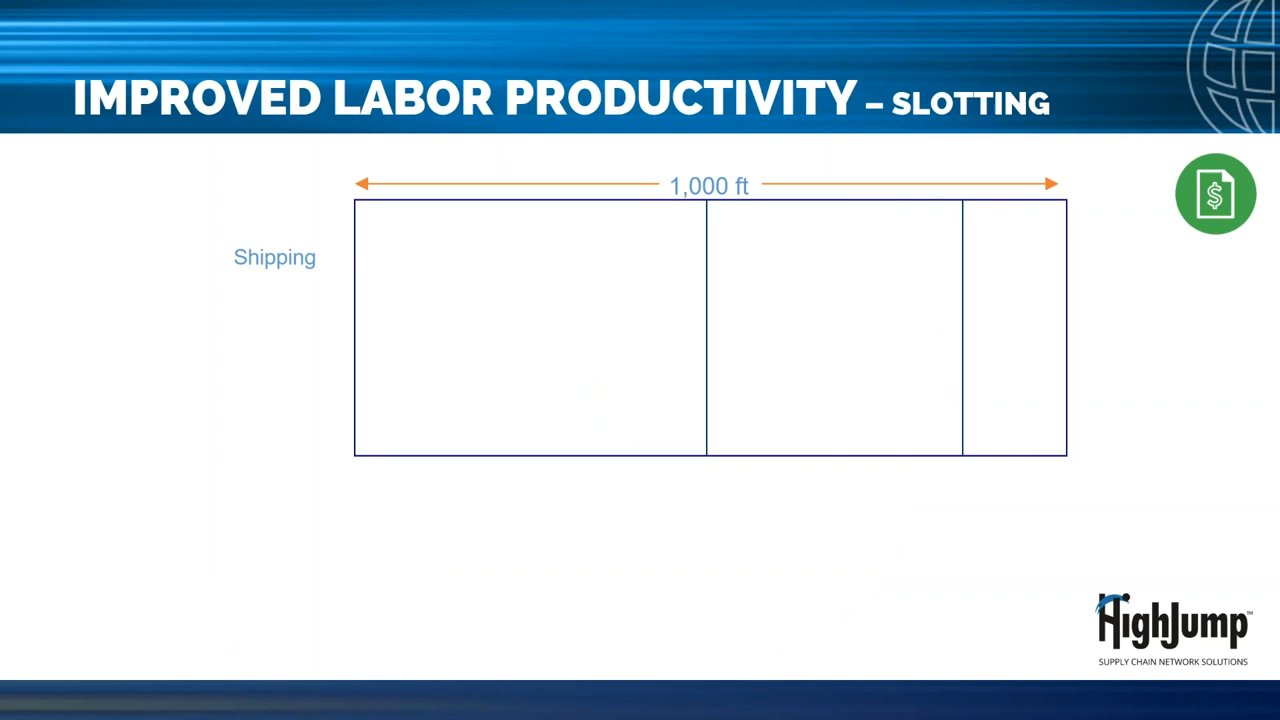 IMPROVED LABOR PRODUCTIVITY – SLOTTING
1,000 ft
$
Shipping
HighJump™
SUPPLY CHAIN NETWORK SOLUTIONS